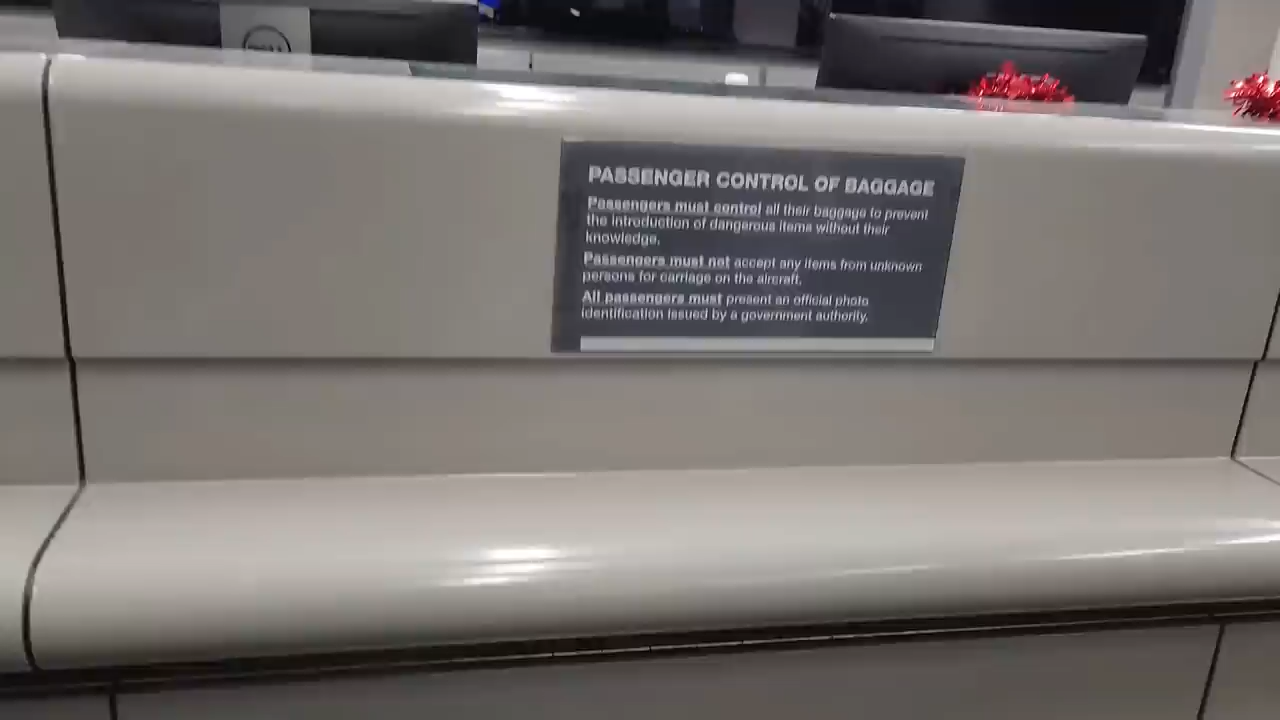 DELL
PASSENGER CONTROL OF BAGGAGE
Passengers must control all their baggage to prevent
the introduction of dangerous items without their
knowledge.
Passengers must not accept any items from unknown
persons for carriage on the aircraft.
All passengers must present an official photo
identification issued by a government authority.